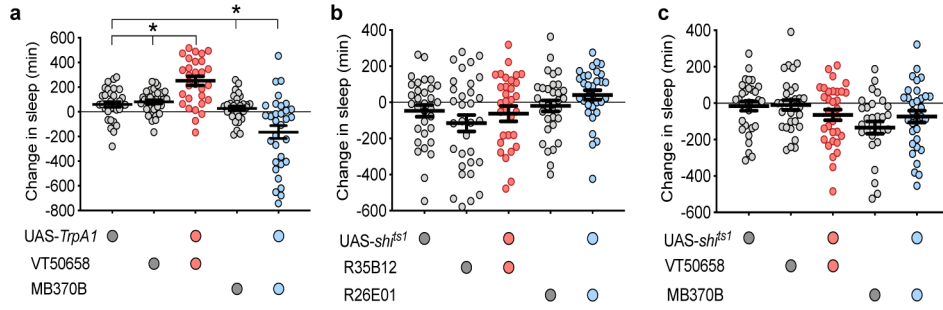 a
* *
Change in sleep (min)
600
400
200
0
-200
-400
-600
-800
UAS-TrpA1
VT50658
MB370B
b
Change in sleep (min)
400
200
0
-200
-400
-600
UAS-shits1
R35B12
R26E01
c
Change in sleep (min)
400
200
0
-200
-400
-600
UAS-shits1
VT50658
MB370B